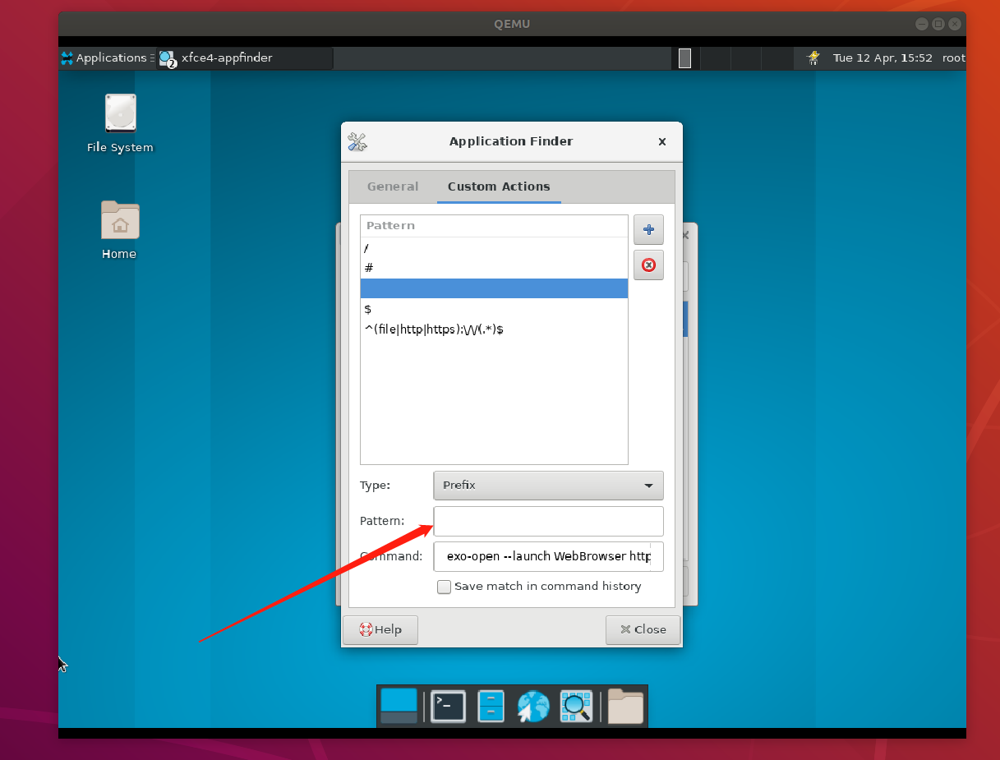 QEMU
Applications
2
xfce4-appfinder
Tue 12 Apr, 15:52
root
File System
Home
Application Finder
General
Custom Actions
Pattern
/
#
$
^(file|http|https):\/\/(.*)$
Type:
Prefix
Pattern:
Command:
exo-open --launch WebBrowser http
Save match in command history
Help
Close
>_